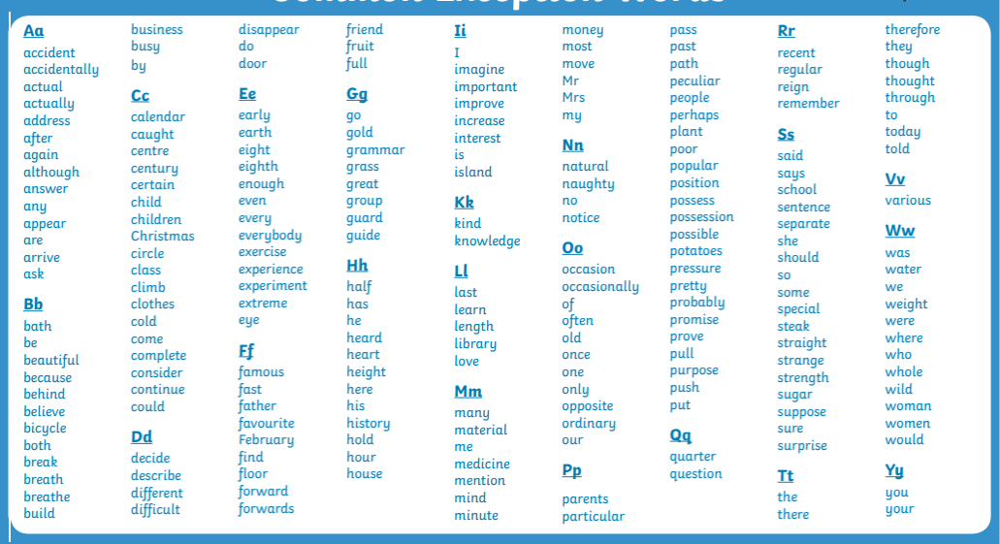 Common Exception Words
Aa
accident
accidentally
actual
actually
address
after
again
although
answer
any
appear
are
arrive
ask
Bb
bath
be
beautiful
because
behind
believe
bicycle
both
break
breath
breathe
build
business
busy
by
Cc
calendar
caught
centre
century
certain
child
children
Christmas
circle
class
climb
clothes
cold
come
complete
consider
continue
could
Dd
decide
describe
different
difficult
disappear
do
door
Ee
early
earth
eight
eighth
enough
even
every
everybody
exercise
experience
experiment
extreme
eye
Ff
famous
fast
father
favourite
February
find
floor
forward
forwards
friend
fruit
full
Gg
go
gold
grammar
grass
great
group
guard
guide
Hh
half
has
he
heard
heart
height
here
his
history
hold
hour
house
Ii
I
imagine
important
improve
increase
interest
is
island
Kk
kind
knowledge
Ll
last
learn
length
library
love
Mm
many
material
me
medicine
mention
mind
minute
money
most
move
Mr
Mrs
my
Nn
natural
naughty
no
notice
Oo
occasion
occasionally
of
often
old
once
one
only
opposite
ordinary
our
Pp
parents
particular
pass
past
path
peculiar
people
perhaps
plant
poor
popular
position
possess
possession
possible
potatoes
pressure
pretty
probably
promise
prove
pull
purpose
push
put
Qq
quarter
question
Rr
recent
regular
reign
remember
Ss
said
says
school
sentence
separate
she
should
so
some
special
steak
straight
strange
strength
sugar
suppose
sure
surprise
Tt
the
there
therefore
they
though
thought
through
to
today
told
Vv
various
Ww
was
water
we
weight
were
where
who
whole
wild
woman
women
would
Yy
you
your